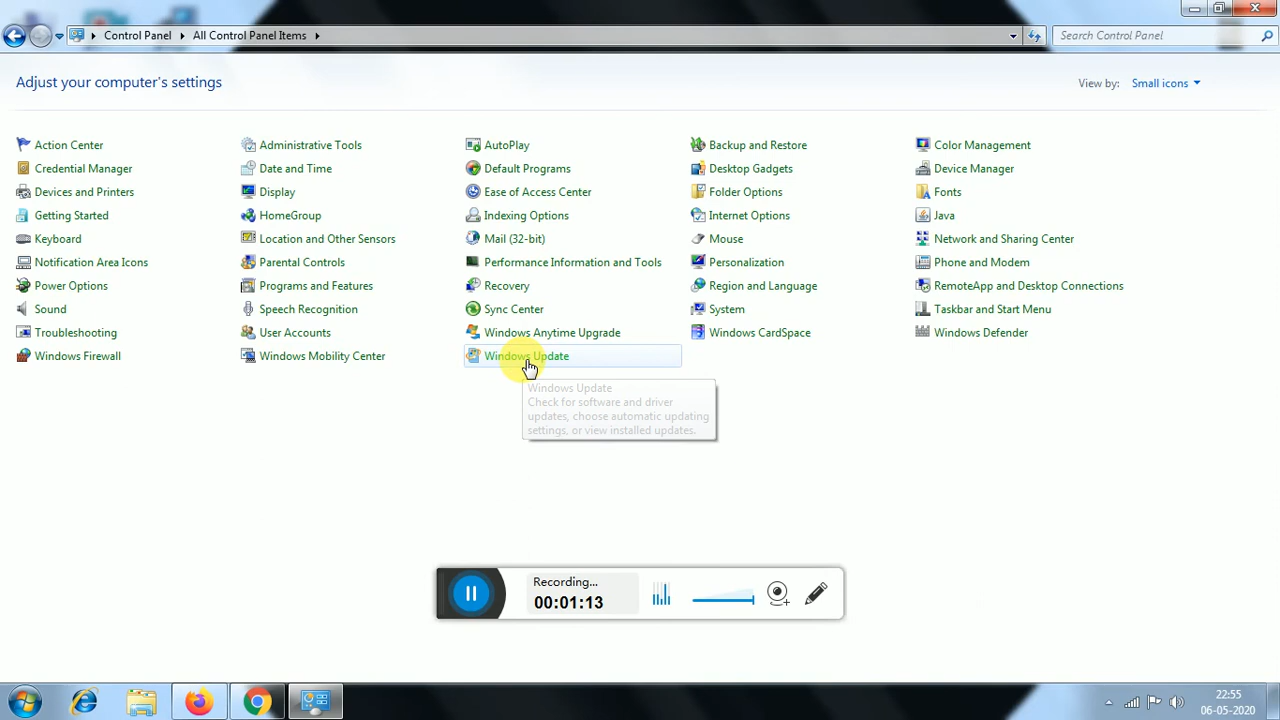 Control Panel All Control Panel Items
Search Control Panel
Adjust your computer's settings
View by: Small icons
Action Center
Administrative Tools
AutoPlay
Backup and Restore
Color Management
Credential Manager
Date and Time
Default Programs
Desktop Gadgets
Device Manager
Devices and Printers
Display
Ease of Access Center
Folder Options
Fonts
Getting Started
HomeGroup
Indexing Options
Internet Options
Java
Keyboard
Location and Other Sensors
Mail (32-bit)
Mouse
Network and Sharing Center
Notification Area Icons
Parental Controls
Performance Information and Tools
Personalization
Phone and Modem
Power Options
Programs and Features
Recovery
Region and Language
RemoteApp and Desktop Connections
Sound
Speech Recognition
Sync Center
System
Taskbar and Start Menu
Troubleshooting
User Accounts
Windows Anytime Upgrade
Windows CardSpace
Windows Defender
Windows Firewall
Windows Mobility Center
Windows Update
Windows Update
Check for software and driver
updates, choose automatic updating
settings, or view installed updates.
Recording...
00:01:13
22:55
06-05-2020